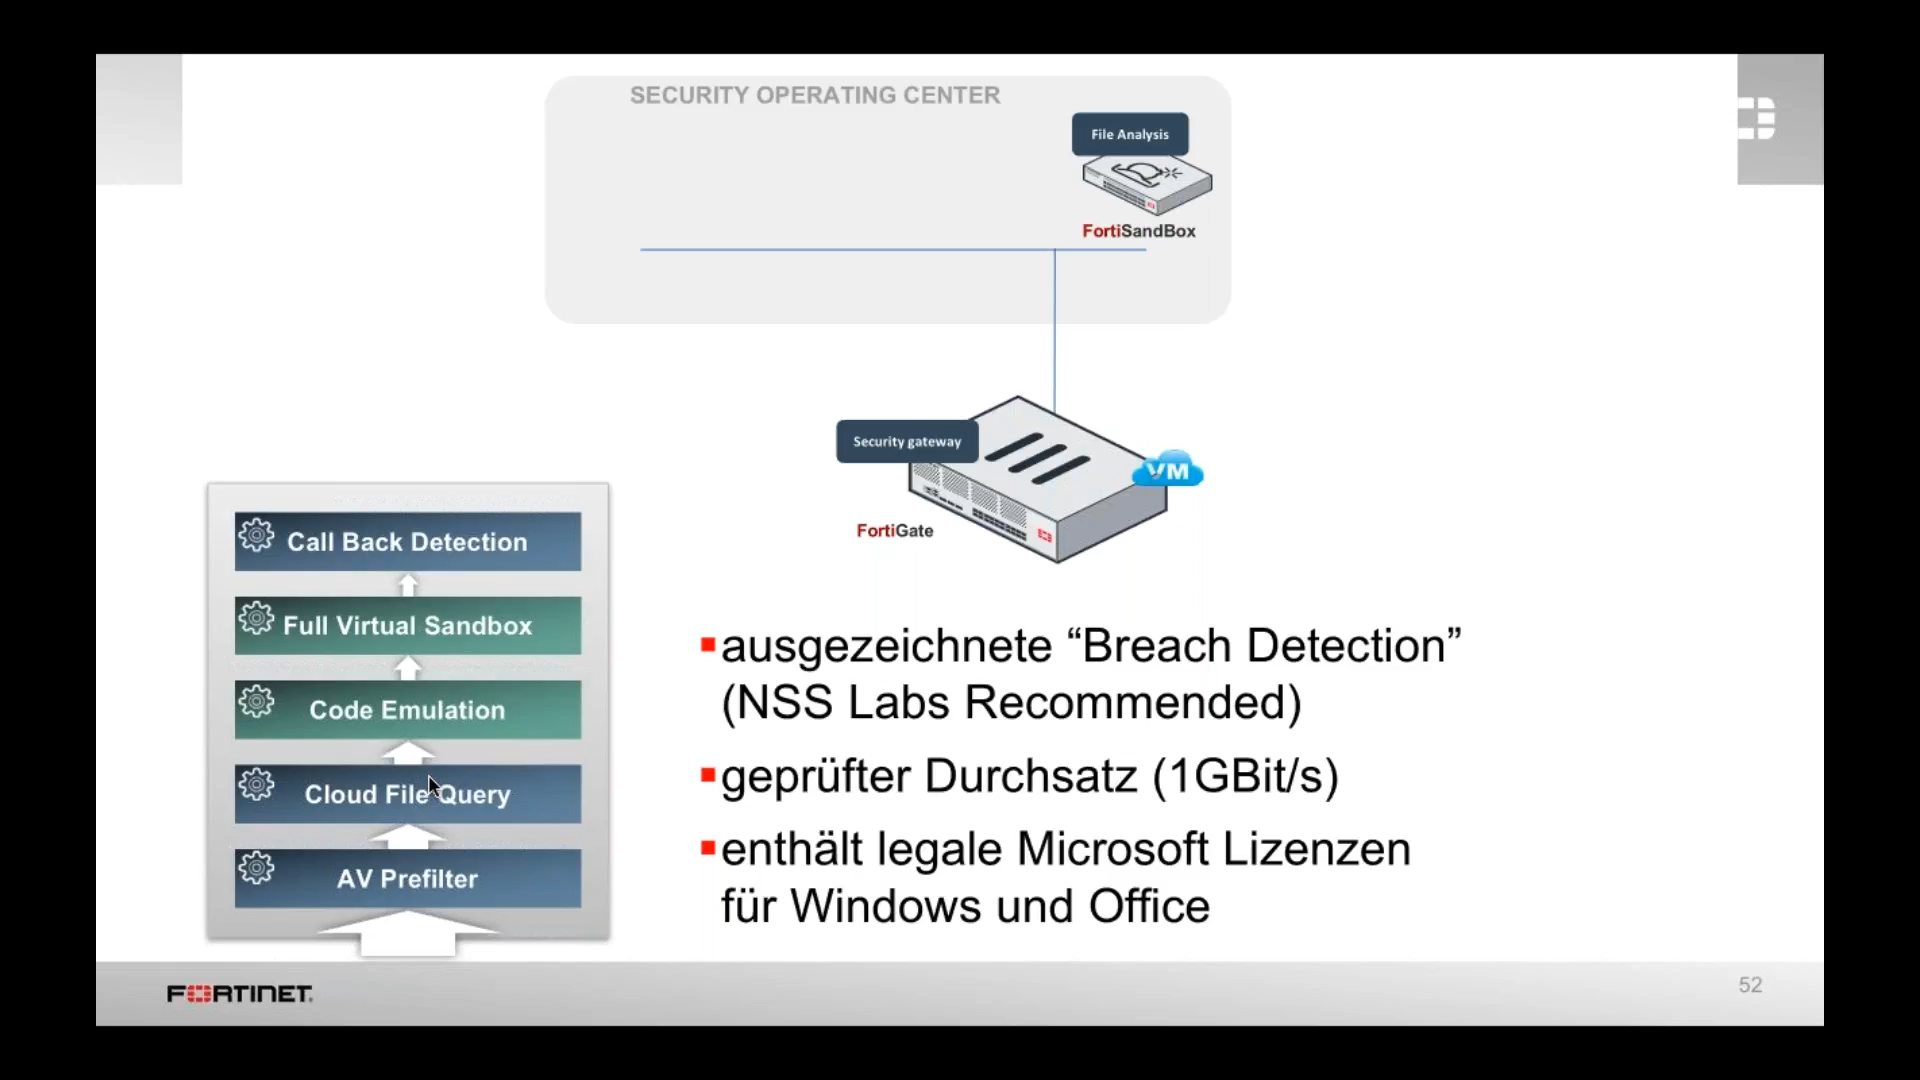 SECURITY OPERATING CENTER
File Analysis
FortiSandBox
Security gateway
VM
FortiGate
Call Back Detection
Full Virtual Sandbox
Code Emulation
Cloud File Query
AV Prefilter
ausgezeichnete “Breach Detection”
(NSS Labs Recommended)
geprüfter Durchsatz (1GBit/s)
enthält legale Microsoft Lizenzen
für Windows und Office
FORTINET
52